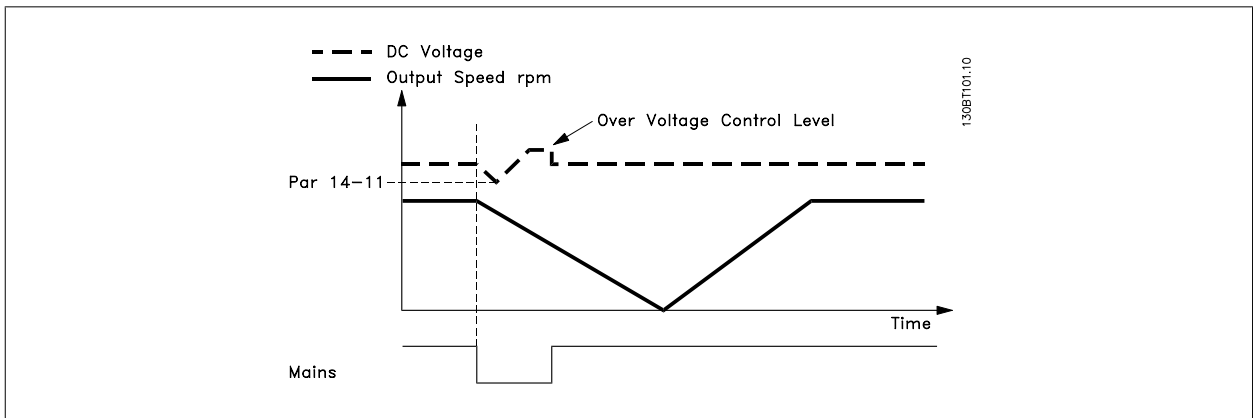 DC Voltage
Output Speed rpm
130BT101.10
Over Voltage Control Level
Par 14-11
Time
Mains